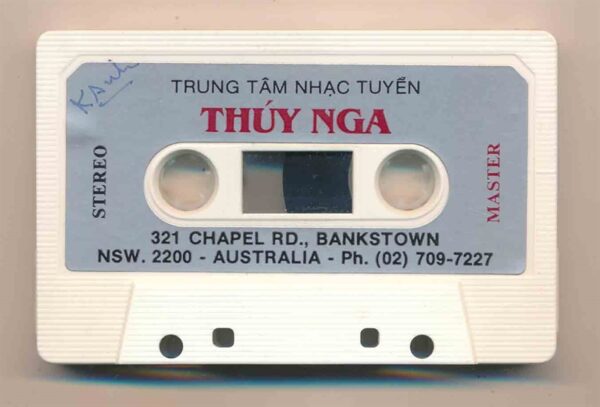 K. Anh
TRUNG TÂM NHẠC TUYỂN
THÚY NGA
STEREO
MASTER
321 CHAPEL RD., BANKSTOWN
NSW. 2200 - AUSTRALIA - Ph. (02) 709-7227